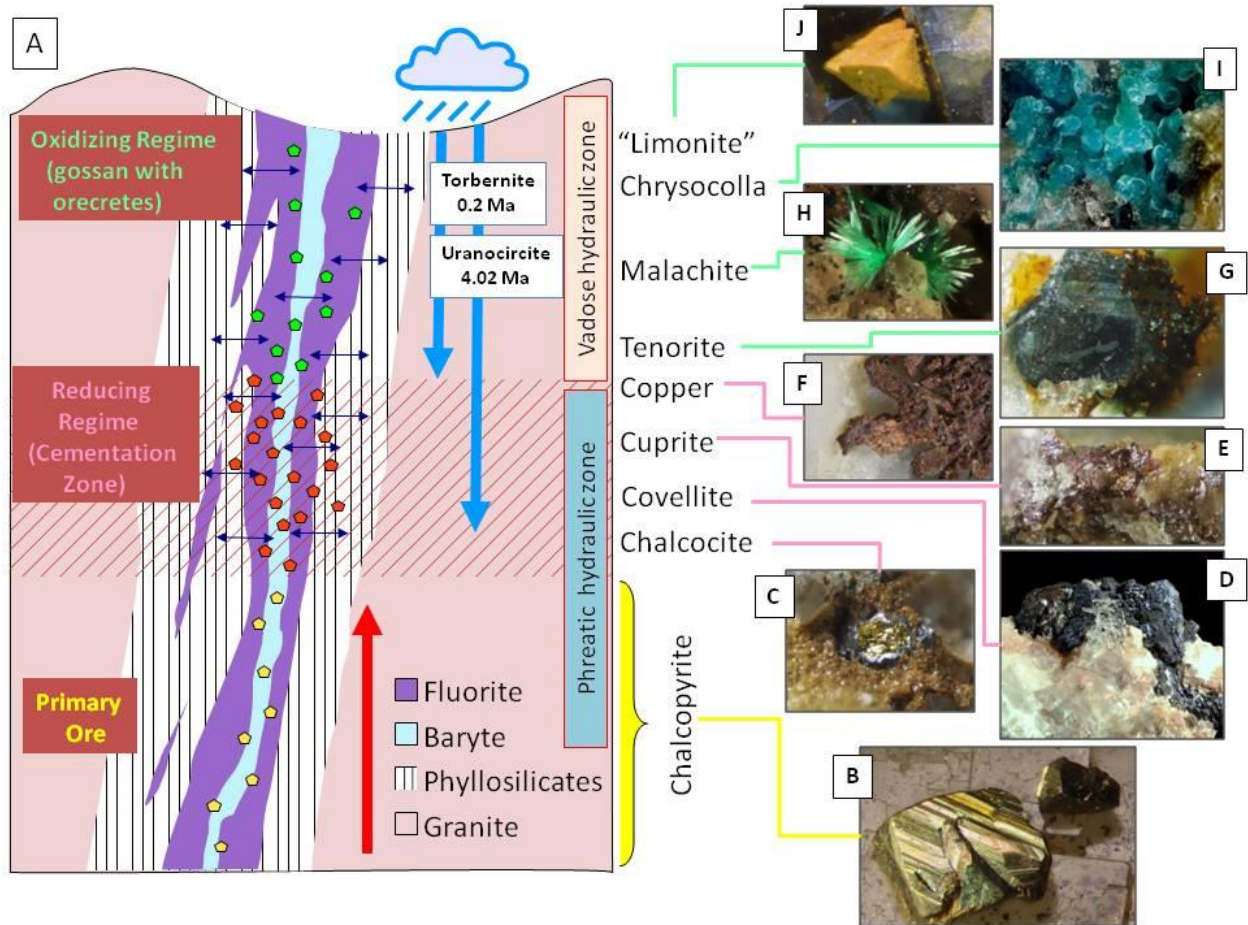 A
Oxidizing Regime
(gossan with
orecretes)
Torbernite
0.2 Ma
Uranocircite
4.02 Ma
Vadose hydraulic zone
Reducing
Regime
(Cementation
Zone)
Phreatic hydraulic zone
Primary
Ore
Fluorite
Baryte
Phyllosilicates
Granite
"Limonite"
Chrysocolla
Malachite
Tenorite
Copper
Cuprite
Covellite
Chalcocite
Chalcopyrite
J
I
H
G
F
E
D
C
B